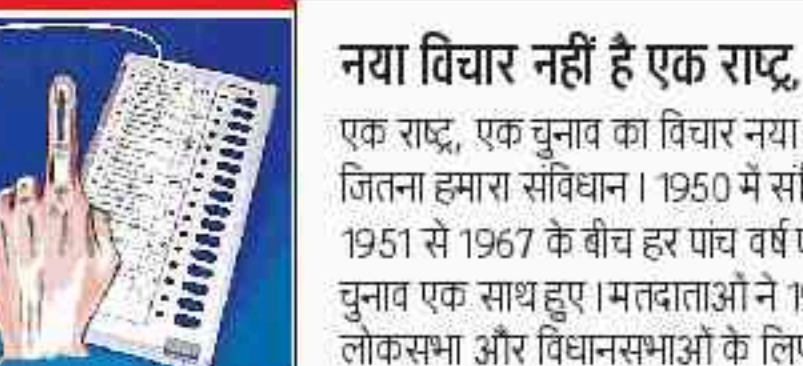 नया विचार नहीं है एक राष्ट्र,
एक राष्ट्र, एक चुनाव का विचार नया
जितना हमारा संविधान । 1950 में
1951 से 1967 के बीच हर पांच वर्ष
चुनाव एक साथ हुए । मतदाताओं ने
लोकसभा और विधानसभाओं के